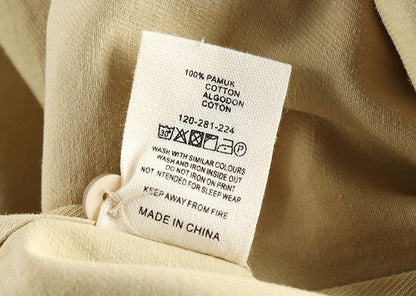 100% PAMUK
COTTON
ALGODON
COTON
120-281-224
30°
P
WASH WITH SIMILAR COLOURS
WASH AND IRON INSIDE OUT
DO NOT IRON ON PRINT
NOT INTENDED FOR SLEEP WEAR
KEEP AWAY FROM FIRE
MADE IN CHINA